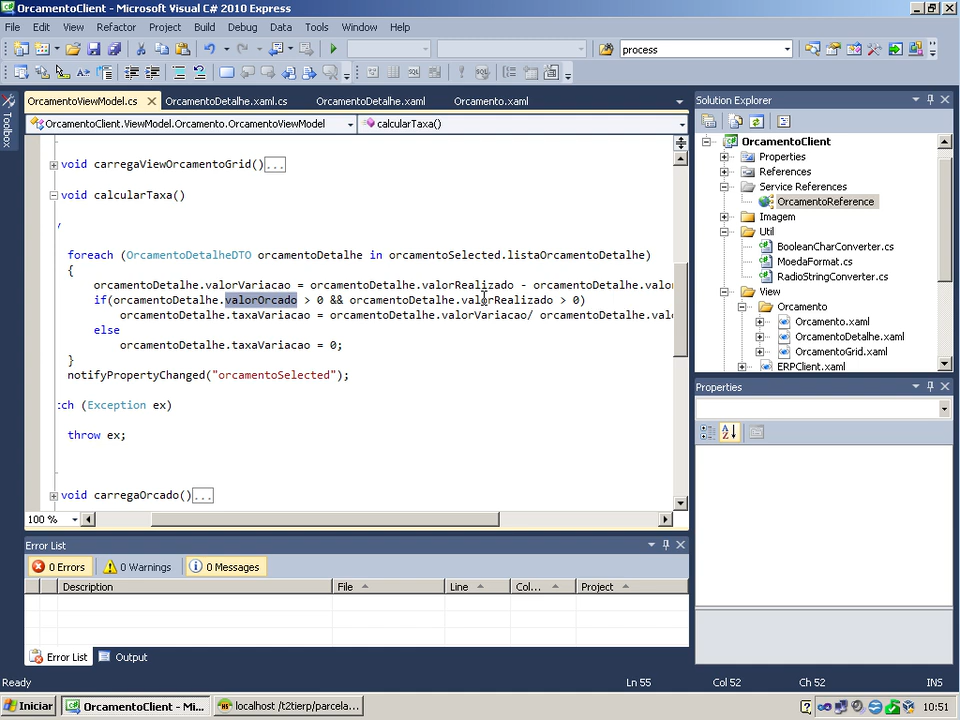 OrcamentoClient - Microsoft Visual C# 2010 Express
File Edit View Refactor Project Build Debug Data Tools Window Help
process
OrcamentoViewModel.cs OrcamentoDetalhe.xaml.cs OrcamentoDetalhe.xaml Orcamento.xaml
OrcamentoClient.ViewModel.Orcamento.OrcamentoViewModel calcularTaxa()
Toolbox
void carregaViewOrcamentoGrid()...
void calcularTaxa()
foreach (OrcamentoDetalheDTO orcamentoDetalhe in orcamentoSelected.listaOrcamentoDetalhe)
{
orcamentoDetalhe.valorVariacao = orcamentoDetalhe.valorRealizado - orcamentoDetalhe.valor
if(orcamentoDetalhe.valorOrcado > 0 && orcamentoDetalhe.valorRealizado > 0)
orcamentoDetalhe.taxaVariacao = orcamentoDetalhe.valorVariacao/ orcamentoDetalhe.valo
else
orcamentoDetalhe.taxaVariacao = 0;
}
notifyPropertyChanged("orcamentoSelected");
:ch (Exception ex)
throw ex;
void carregaOrcado()...
100 %
Solution Explorer
OrcamentoClient
Properties
References
Service References
OrcamentoReference
Imagem
Util
BooleanCharConverter.cs
MoedaFormat.cs
RadioStringConverter.cs
View
Orcamento
Orcamento.xaml
OrcamentoDetalhe.xaml
OrcamentoGrid.xaml
ERPClient.xaml
Properties
Error List
0 Errors 0 Warnings 0 Messages
Description File Line Col... Project
Error List Output
Ready Ln 55 Col 52 Ch 52 INS
Iniciar OrcamentoClient - Mi... localhost /t2tierp/parcela... 10:51